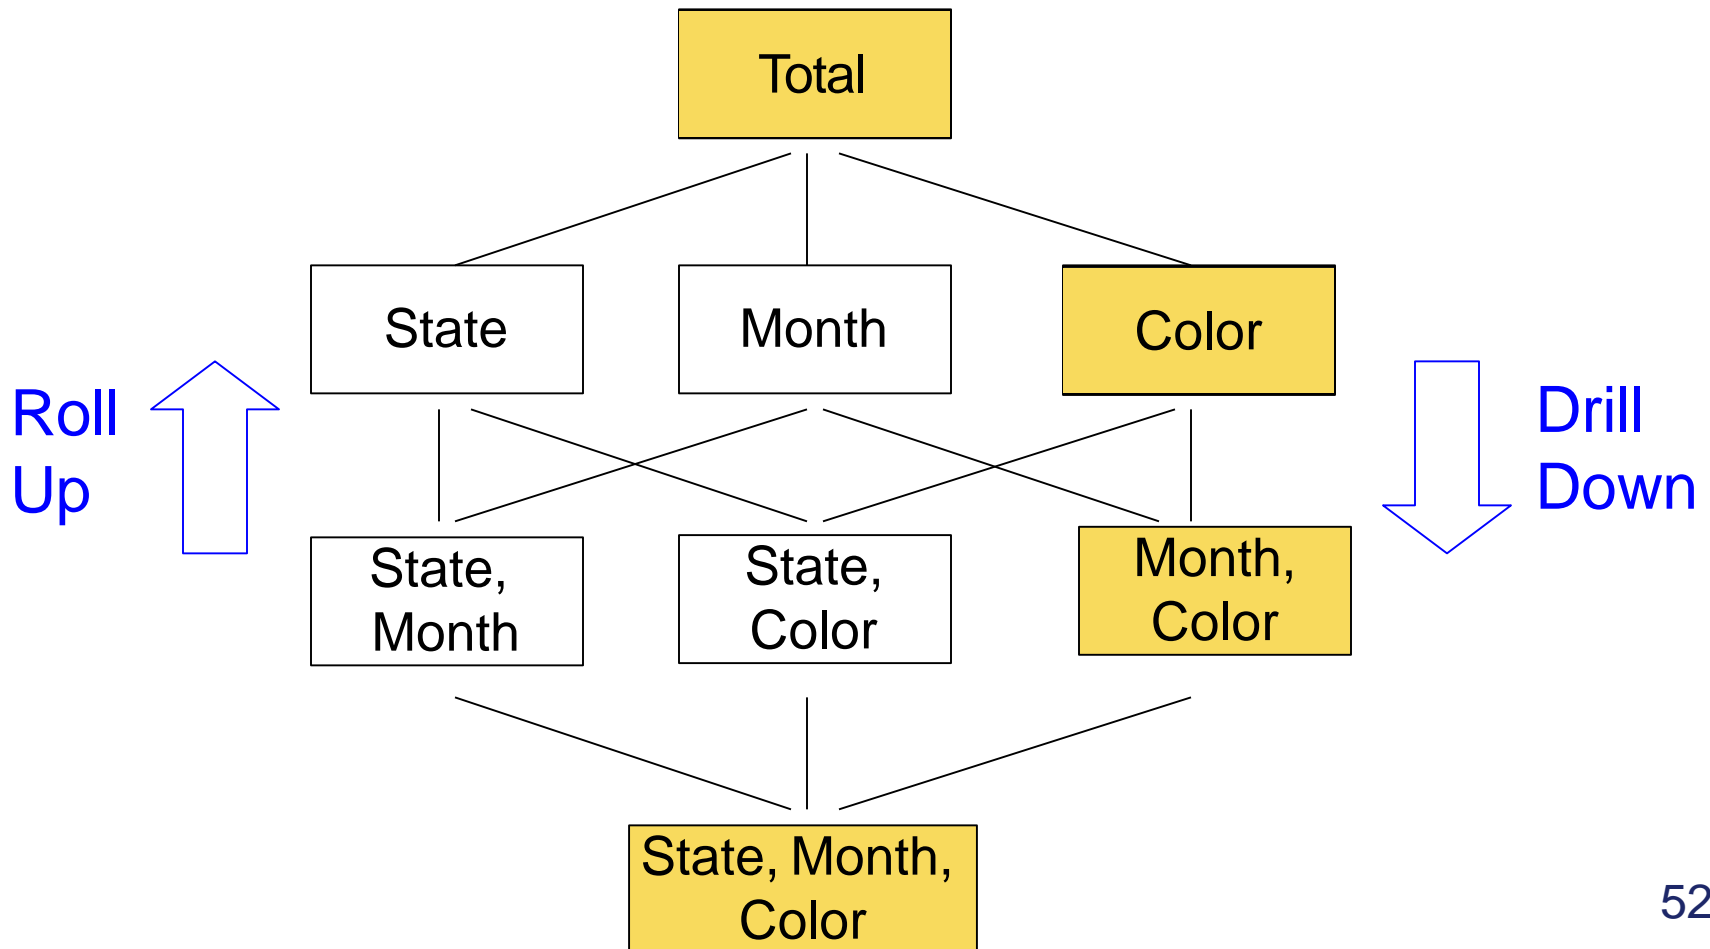 Total
State
Month
Color
Roll
Up
Drill
Down
State,
Month
State,
Color
Month,
Color
State, Month,
Color
52